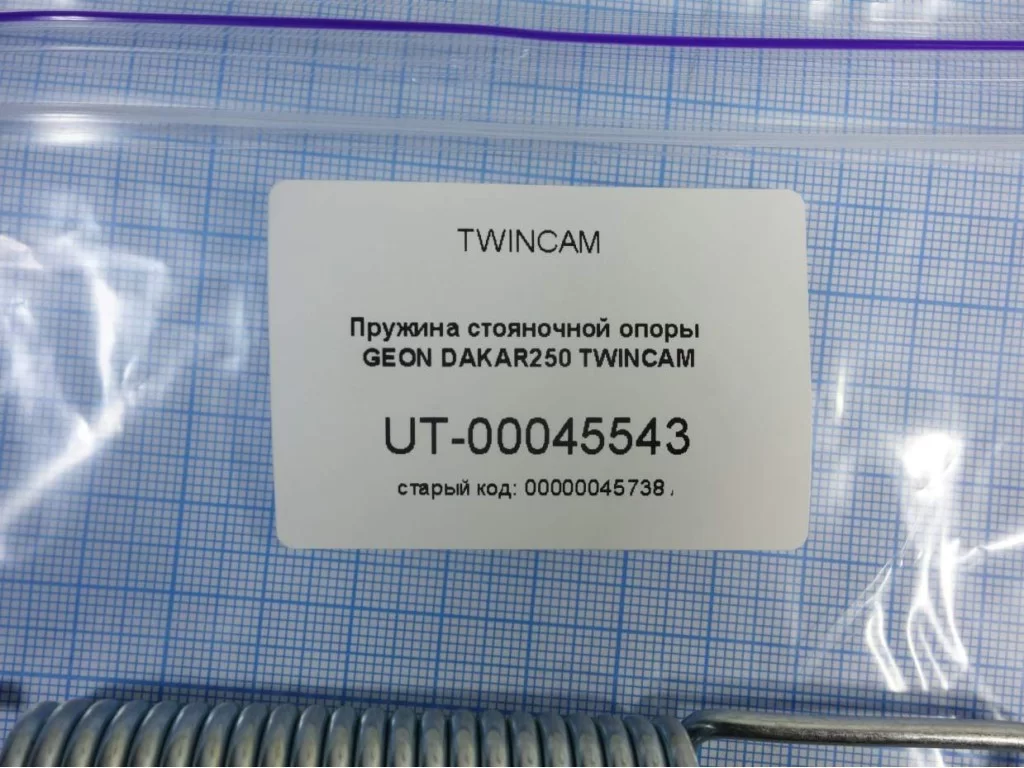 TWINCAM
Пружина стояночной опоры
GEON DAKAR250 TWINCAM
UT-00045543
старый код: 00000045738 ,